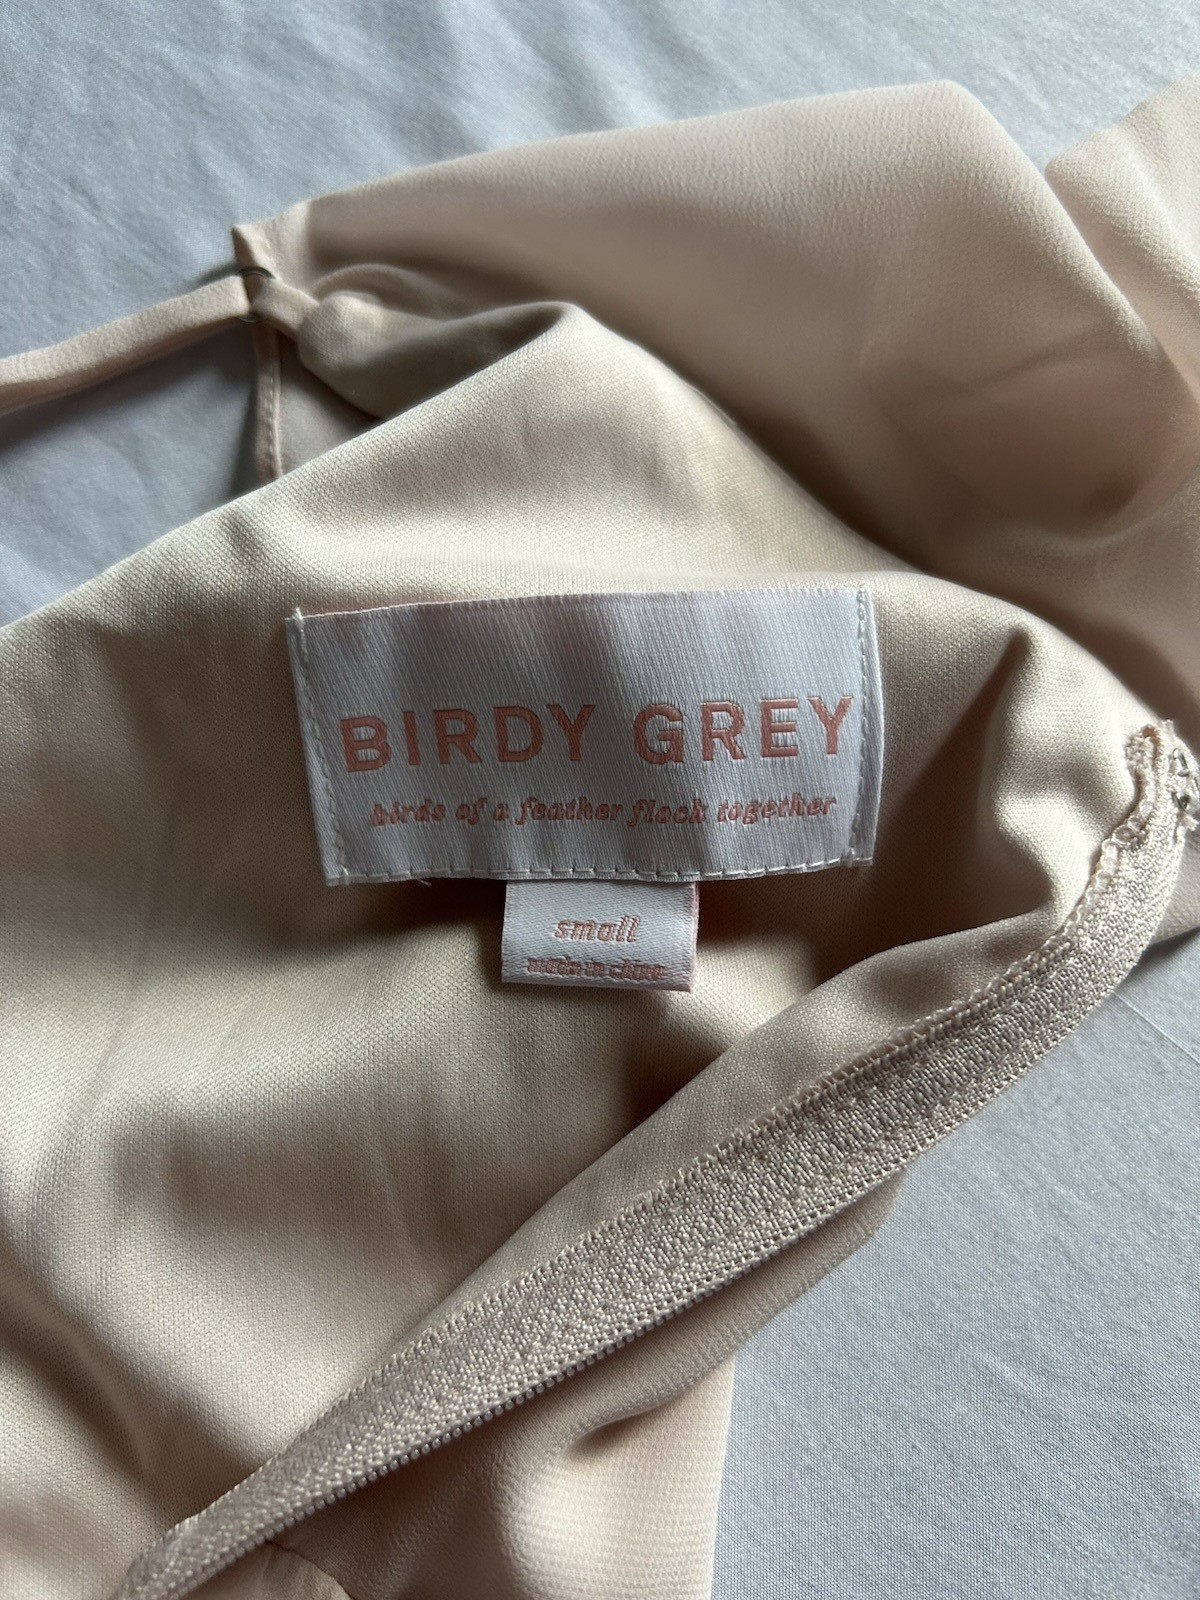 BIRDY GREY
birds of a feather flock together
small
made in china